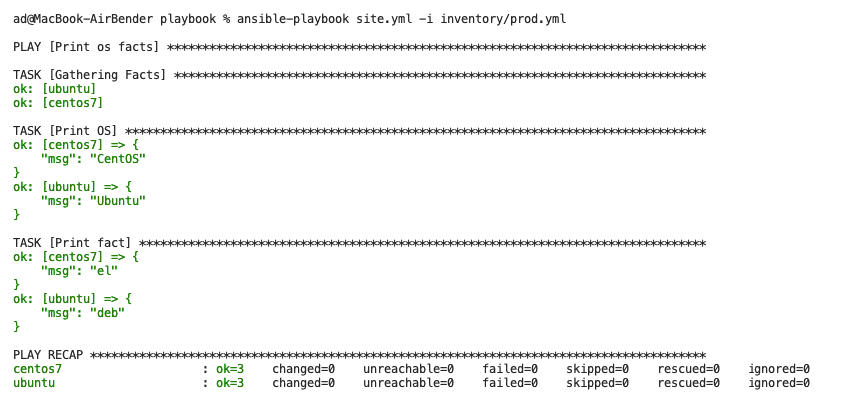 ad@MacBook-AirBender playbook % ansible-playbook site.yml -i inventory/prod.yml
PLAY [Print os facts] *****************************************************************************
TASK [Gathering Facts] ****************************************************************************
ok: [ubuntu]
ok: [centos7]
TASK [Print OS] ***********************************************************************************
ok: [centos7] => {
    "msg": "CentOS"
}
ok: [ubuntu] => {
    "msg": "Ubuntu"
}
TASK [Print fact] *********************************************************************************
ok: [centos7] => {
    "msg": "el"
}
ok: [ubuntu] => {
    "msg": "deb"
}
PLAY RECAP ****************************************************************************************
centos7                    : ok=3    changed=0    unreachable=0    failed=0    skipped=0    rescued=0    ignored=0
ubuntu                     : ok=3    changed=0    unreachable=0    failed=0    skipped=0    rescued=0    ignored=0